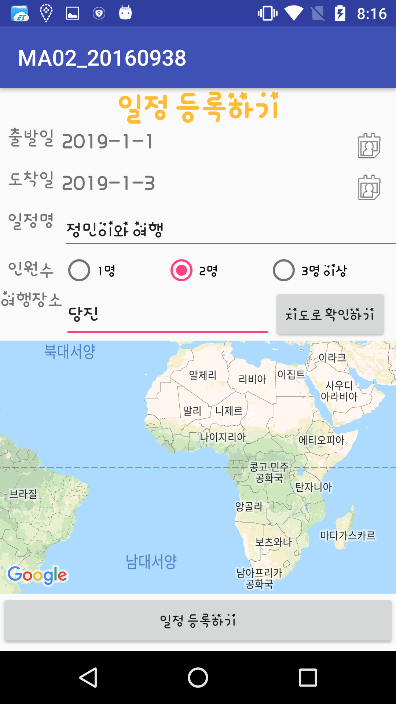 8:16
MA02_20160938
일정 등록하기
출발일 2019-1-1
도착일 2019-1-3
일정명 정민이와 여행
인원수 1명 2명 3명 이상
여행장소 당진 지도로 확인하기
북대서양
이라크
알제리 리비아 이집트
사우디
아라비아
말리 니제르
나이지리아 에티오피아
콩고 민주
공화국
탄자니아
브라질
앙골라
보츠와나 마다가스카르
남대서양
남아프리카
공화국
Google
일정 등록하기